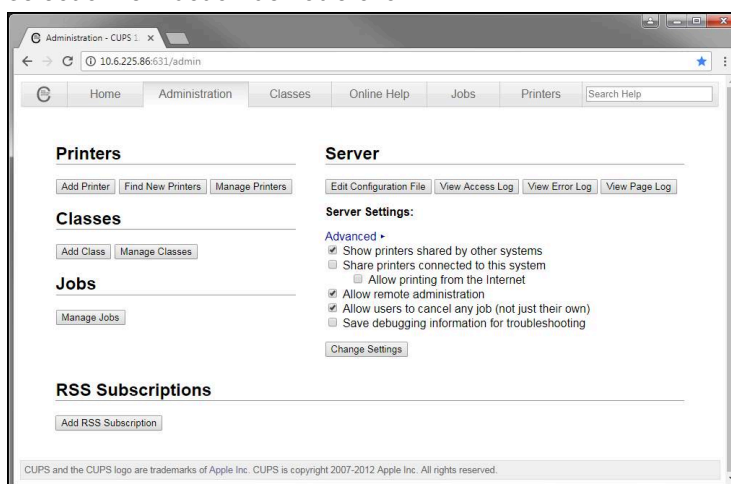 Administration - CUPS 1.
10.6.225.86:631/admin
Home Administration Classes Online Help Jobs Printers Search Help
Printers
Add Printer Find New Printers Manage Printers
Classes
Add Class Manage Classes
Jobs
Manage Jobs
Server
Edit Configuration File View Access Log View Error Log View Page Log
Server Settings:
Advanced ▸
Show printers shared by other systems
Share printers connected to this system
Allow printing from the Internet
Allow remote administration
Allow users to cancel any job (not just their own)
Save debugging information for troubleshooting
Change Settings
RSS Subscriptions
Add RSS Subscription
CUPS and the CUPS logo are trademarks of Apple Inc. CUPS is copyright 2007-2012 Apple Inc. All rights reserved.